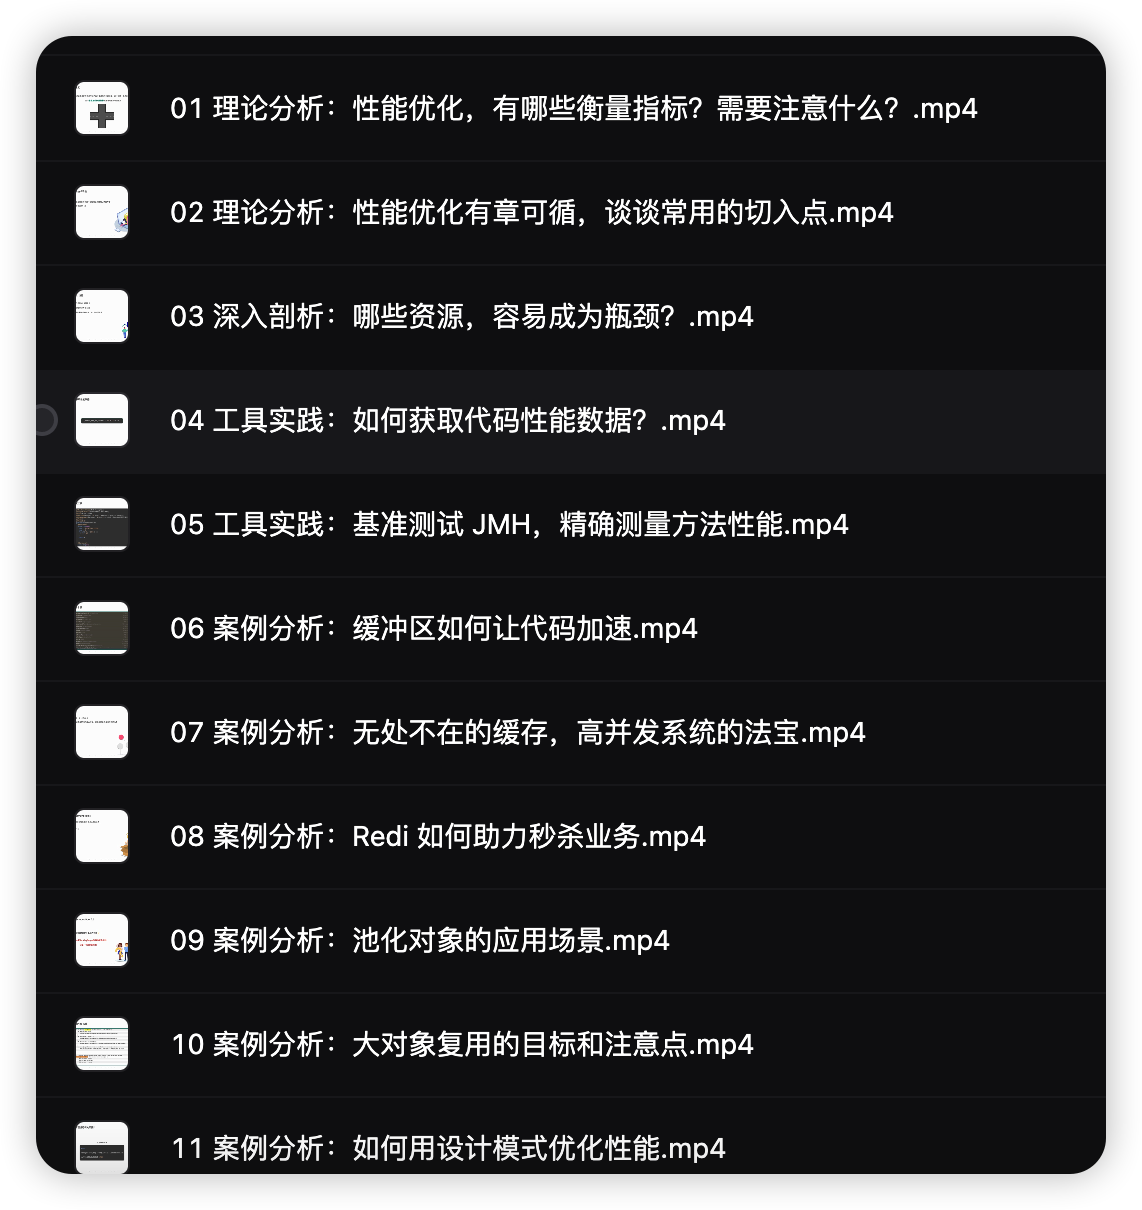 01 理论分析：性能优化，有哪些衡量指标？需要注意什么？.mp4
02 理论分析：性能优化有章可循，谈谈常用的切入点.mp4
03 深入剖析：哪些资源，容易成为瓶颈？.mp4
04 工具实践：如何获取代码性能数据？.mp4
05 工具实践：基准测试 JMH，精确测量方法性能.mp4
06 案例分析：缓冲区如何让代码加速.mp4
07 案例分析：无处不在的缓存，高并发系统的法宝.mp4
08 案例分析：Redi 如何助力秒杀业务.mp4
09 案例分析：池化对象的应用场景.mp4
10 案例分析：大对象复用的目标和注意点.mp4
11 案例分析：如何用设计模式优化性能.mp4